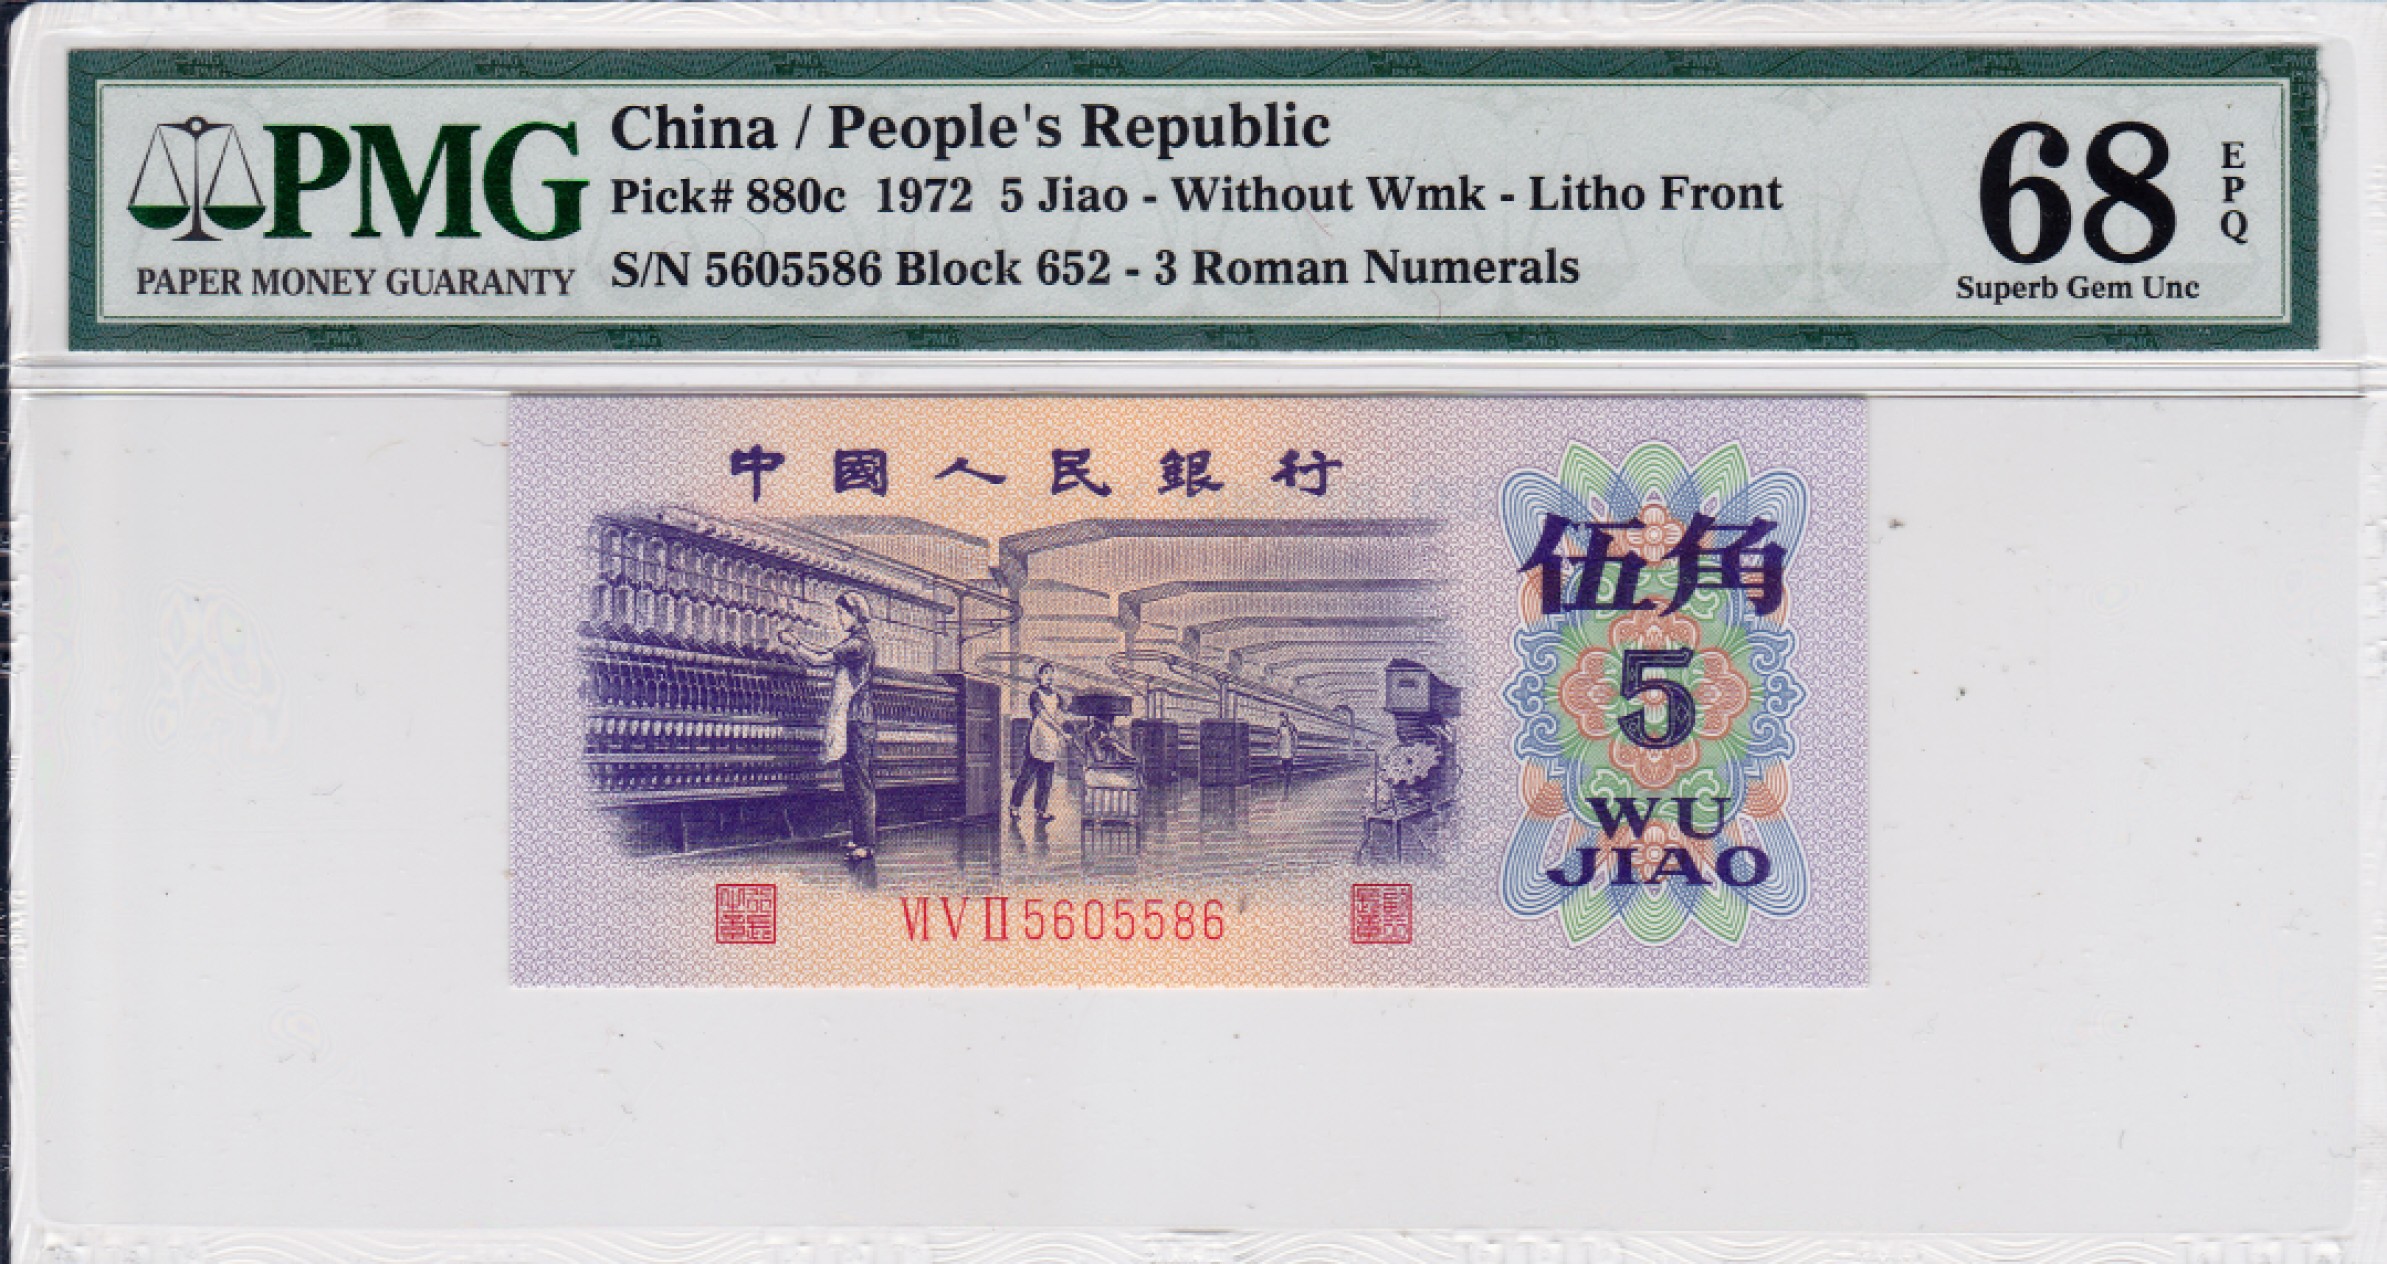 PMG
PAPER MONEY GUARANTY
China / People's Republic
Pick# 880c 1972 5 Jiao - Without Wmk - Litho Front
S/N 5605586 Block 652 - 3 Roman Numerals
68
EPQ
Superb Gem Unc
中國人民銀行
伍角
5
WU
JIAO
ⅥⅤⅡ5605586